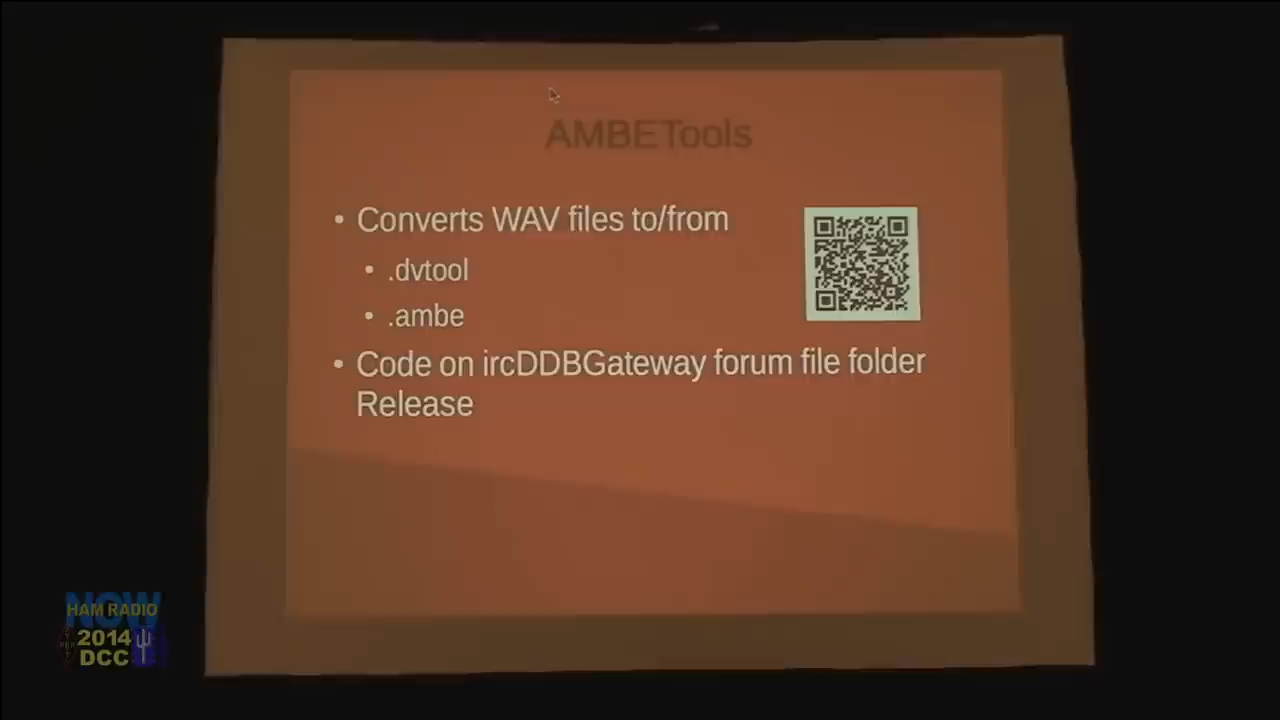 AMBETools
• Converts WAV files to/from
• .dvtool
• .ambe
• Code on ircDDBGateway forum file folder
Release
NOW
HAM RADIO
2014
DCC